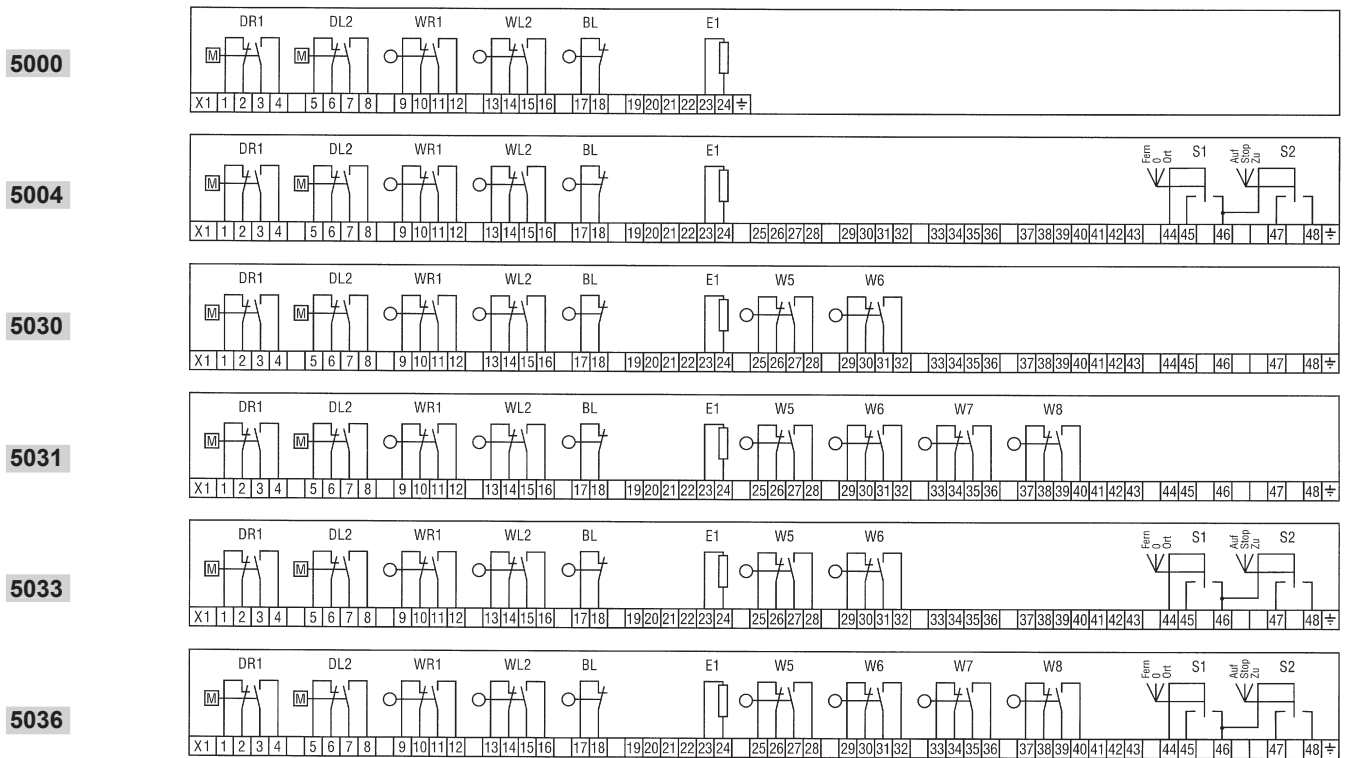 5000
DR1 DL2 WR1 WL2 BL E1
M M
X1 1 2 3 4 5 6 7 8 9 10 11 12 13 14 15 16 17 18 19 20 21 22 23 24
5004
DR1 DL2 WR1 WL2 BL E1 Fern 0 Ort S1 Auf Stop Zu S2
M M
X1 1 2 3 4 5 6 7 8 9 10 11 12 13 14 15 16 17 18 19 20 21 22 23 24 25 26 27 28 29 30 31 32 33 34 35 36 37 38 39 40 41 42 43 44 45 46 47 48
5030
DR1 DL2 WR1 WL2 BL E1 W5 W6
M M
X1 1 2 3 4 5 6 7 8 9 10 11 12 13 14 15 16 17 18 19 20 21 22 23 24 25 26 27 28 29 30 31 32 33 34 35 36 37 38 39 40 41 42 43 44 45 46 47 48
5031
DR1 DL2 WR1 WL2 BL E1 W5 W6 W7 W8
M M
X1 1 2 3 4 5 6 7 8 9 10 11 12 13 14 15 16 17 18 19 20 21 22 23 24 25 26 27 28 29 30 31 32 33 34 35 36 37 38 39 40 41 42 43 44 45 46 47 48
5033
DR1 DL2 WR1 WL2 BL E1 W5 W6 Fern 0 Ort S1 Auf Stop Zu S2
M M
X1 1 2 3 4 5 6 7 8 9 10 11 12 13 14 15 16 17 18 19 20 21 22 23 24 25 26 27 28 29 30 31 32 33 34 35 36 37 38 39 40 41 42 43 44 45 46 47 48
5036
DR1 DL2 WR1 WL2 BL E1 W5 W6 W7 W8 Fern 0 Ort S1 Auf Stop Zu S2
M M
X1 1 2 3 4 5 6 7 8 9 10 11 12 13 14 15 16 17 18 19 20 21 22 23 24 25 26 27 28 29 30 31 32 33 34 35 36 37 38 39 40 41 42 43 44 45 46 47 48